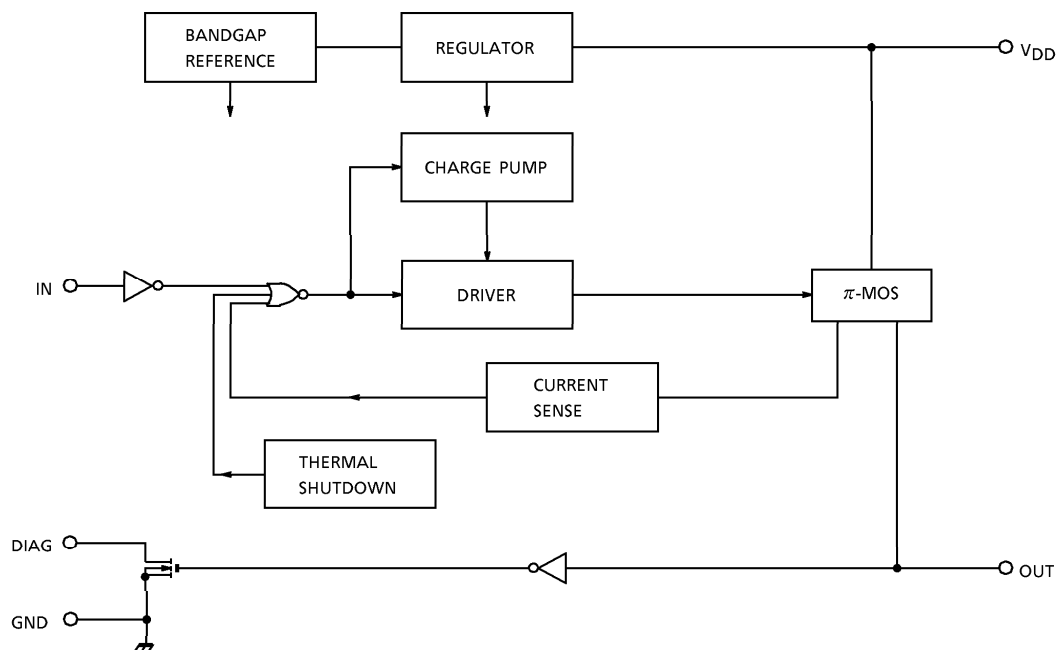 BANDGAP
REFERENCE
REGULATOR
VDD
CHARGE PUMP
IN
DRIVER
π-MOS
CURRENT
SENSE
THERMAL
SHUTDOWN
DIAG
OUT
GND